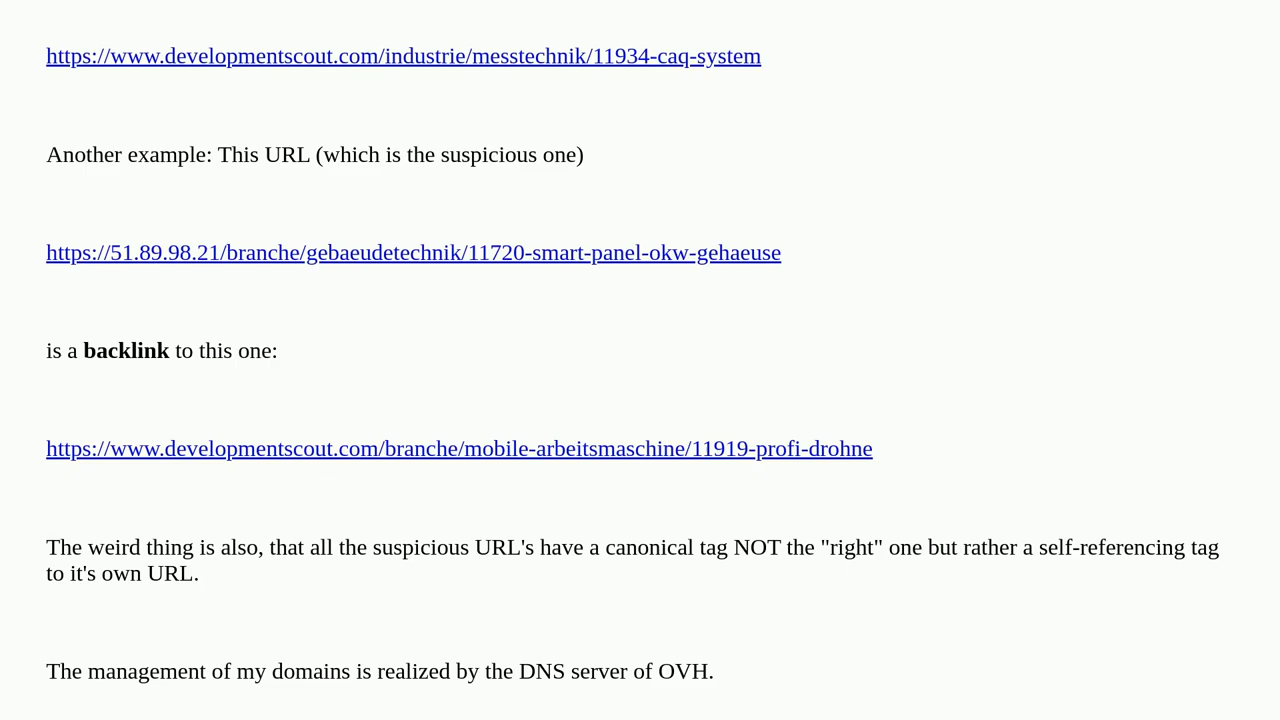 https://www.developmentscout.com/industrie/messtechnik/11934-caq-system
Another example: This URL (which is the suspicious one)
https://51.89.98.21/branche/gebaeudetechnik/11720-smart-panel-okw-gehaeuse
is a backlink to this one:
https://www.developmentscout.com/branche/mobile-arbeitsmaschine/11919-profi-drohne
The weird thing is also, that all the suspicious URL's have a canonical tag NOT the "right" one but rather a self-referencing tag
to it's own URL.
The management of my domains is realized by the DNS server of OVH.